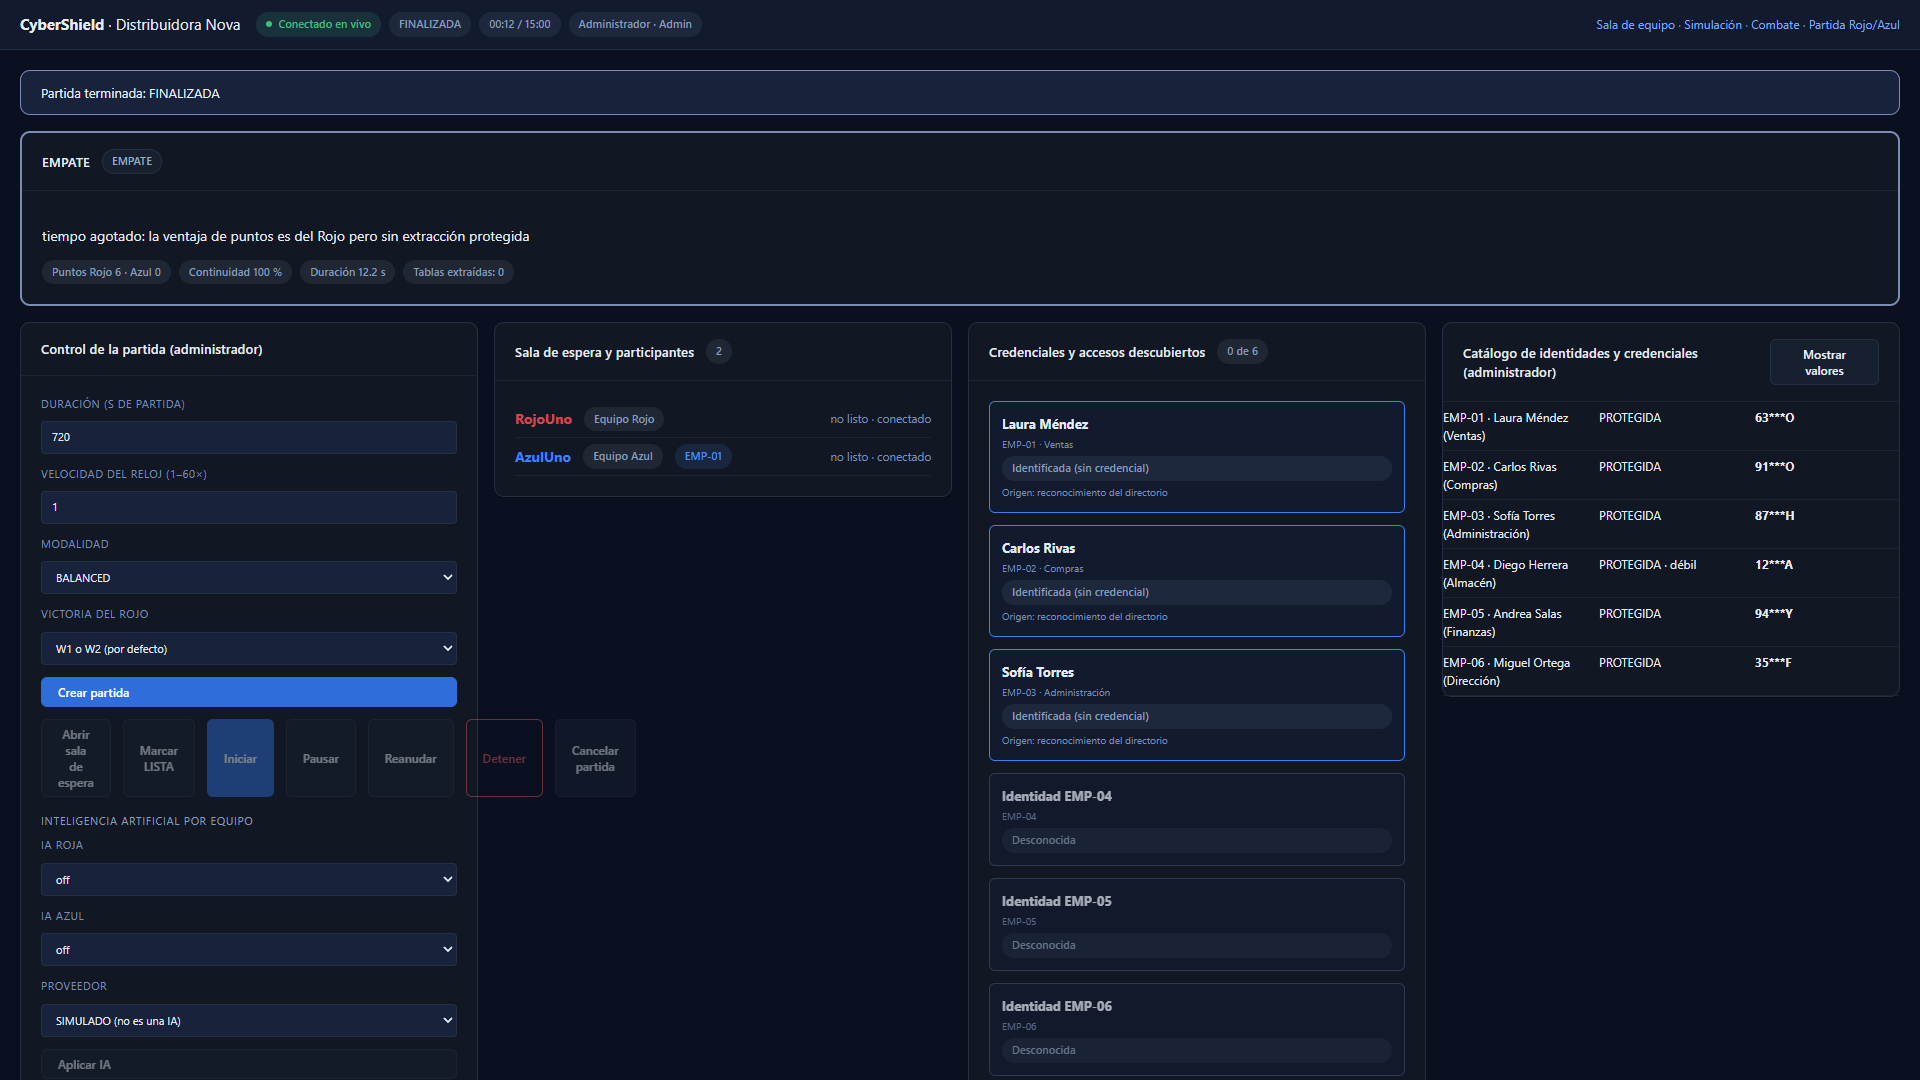 CyberShield · Distribuidora Nova
Conectado en vivo
FINALIZADA
00:12 / 15:00
Administrador · Admin
Sala de equipo · Simulación · Combate · Partida Rojo/Azul
Partida terminada: FINALIZADA
EMPATE
EMPATE
tiempo agotado: la ventaja de puntos es del Rojo pero sin extracción protegida
Puntos Rojo 6 · Azul 0
Continuidad 100 %
Duración 12.2 s
Tablas extraídas: 0
Control de la partida (administrador)
DURACIÓN (S DE PARTIDA)
720
VELOCIDAD DEL RELOJ (1–60×)
1
MODALIDAD
BALANCED
VICTORIA DEL ROJO
W1 o W2 (por defecto)
Crear partida
Abrir
sala
de
espera
Marcar
LISTA
Iniciar
Pausar
Reanudar
Detener
Cancelar
partida
INTELIGENCIA ARTIFICIAL POR EQUIPO
IA ROJA
off
IA AZUL
off
PROVEEDOR
SIMULADO (no es una IA)
Aplicar IA
Sala de espera y participantes
2
RojoUno
Equipo Rojo
no listo · conectado
AzulUno
Equipo Azul
EMP-01
no listo · conectado
Credenciales y accesos descubiertos
0 de 6
Laura Méndez
EMP-01 · Ventas
Identificada (sin credencial)
Origen: reconocimiento del directorio
Carlos Rivas
EMP-02 · Compras
Identificada (sin credencial)
Origen: reconocimiento del directorio
Sofía Torres
EMP-03 · Administración
Identificada (sin credencial)
Origen: reconocimiento del directorio
Identidad EMP-04
EMP-04
Desconocida
Identidad EMP-05
EMP-05
Desconocida
Identidad EMP-06
EMP-06
Desconocida
Catálogo de identidades y credenciales
(administrador)
Mostrar
valores
EMP-01 · Laura Méndez
(Ventas)
PROTEGIDA
63***O
EMP-02 · Carlos Rivas
(Compras)
PROTEGIDA
91***O
EMP-03 · Sofía Torres
(Administración)
PROTEGIDA
87***H
EMP-04 · Diego Herrera
(Almacén)
PROTEGIDA · débil
12***A
EMP-05 · Andrea Salas
(Finanzas)
PROTEGIDA
94***Y
EMP-06 · Miguel Ortega
(Dirección)
PROTEGIDA
35***F